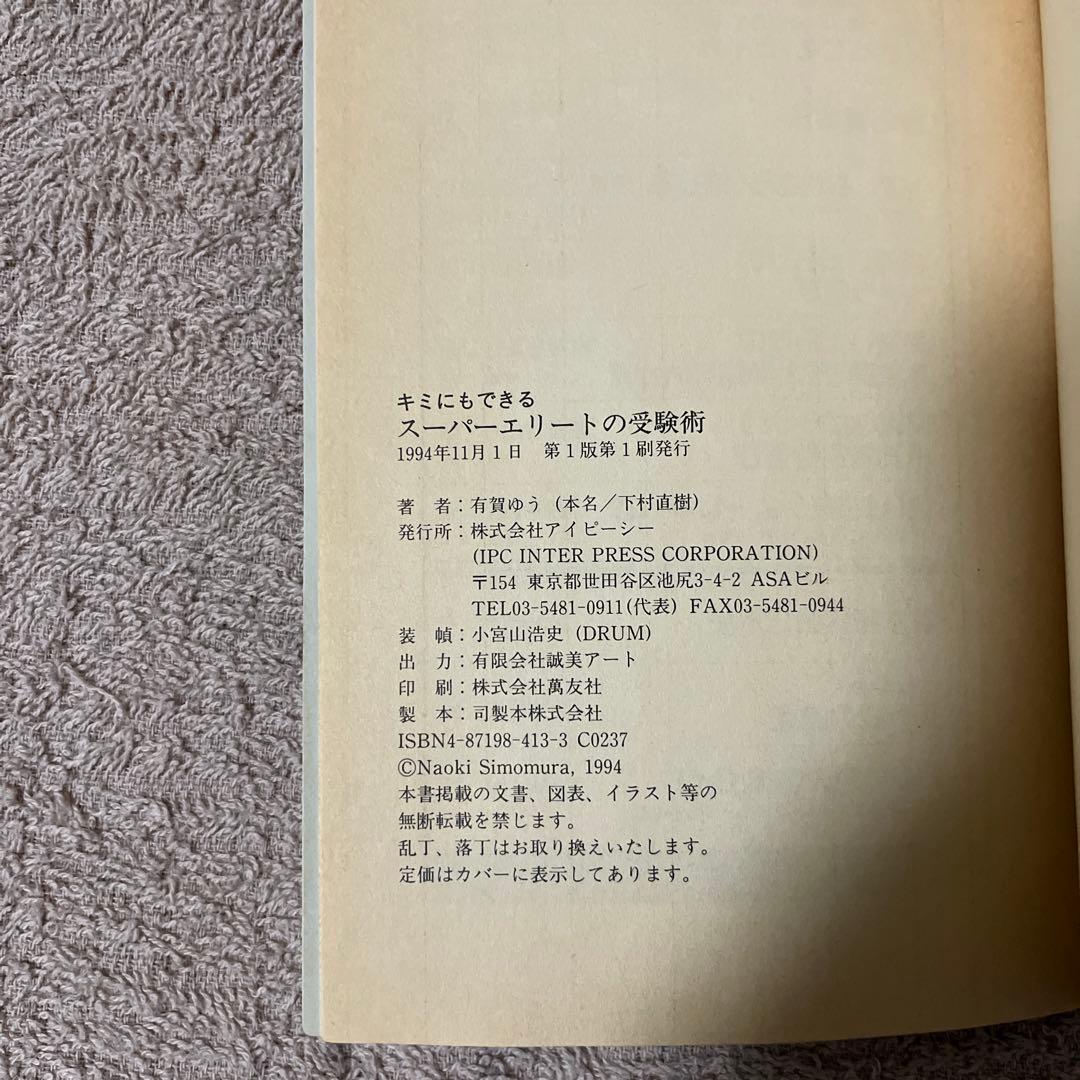 キミにもできる
スーパーエリートの受験術
1994年11月1日　第1版第1刷発行
著　者：有賀ゆう（本名／下村直樹）
発行所：株式会社アイピーシー
(IPC INTER PRESS CORPORATION)
〒154 東京都世田谷区池尻3-4-2 ASAビル
TEL03-5481-0911(代表) FAX03-5481-0944
装　幀：小宮山浩史（DRUM）
出　力：有限会社誠美アート
印　刷：株式会社萬友社
製　本：司製本株式会社
ISBN4-87198-413-3 C0237
©Naoki Simomura, 1994
本書掲載の文書、図表、イラスト等の
無断転載を禁じます。
乱丁、落丁はお取り換えいたします。
定価はカバーに表示してあります。